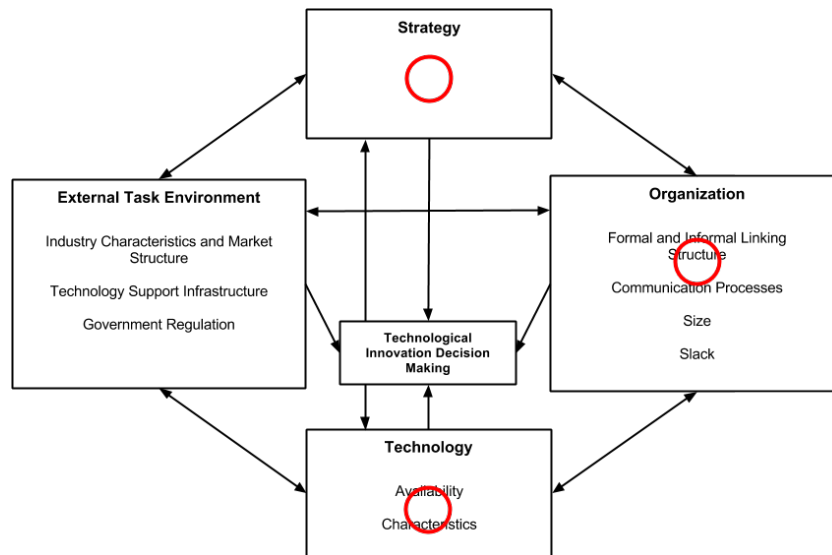 Strategy
External Task Environment
Industry Characteristics and Market
Structure
Technology Support Infrastructure
Government Regulation
Organization
Formal and Informal Linking
Structure
Communication Processes
Size
Slack
Technological
Innovation Decision
Making
Technology
Availability
Characteristics